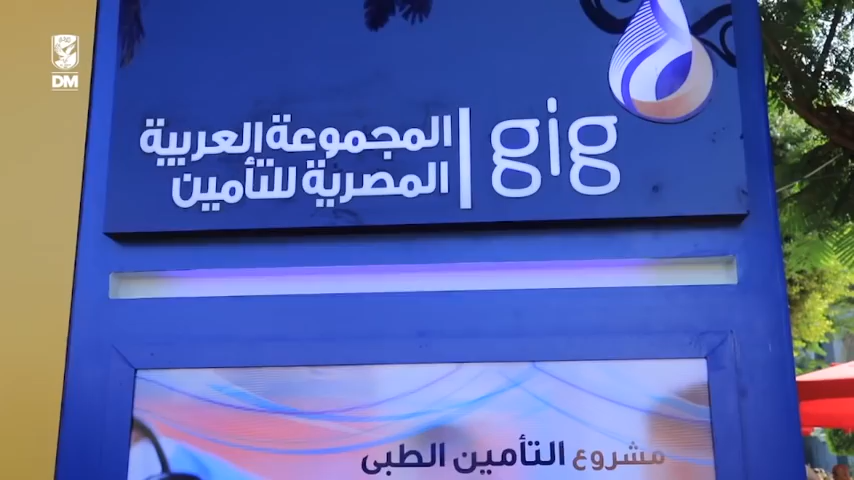 DM
المجموعة العربية
المصرية للتأمين
gig
مشروع التأمين الطبى